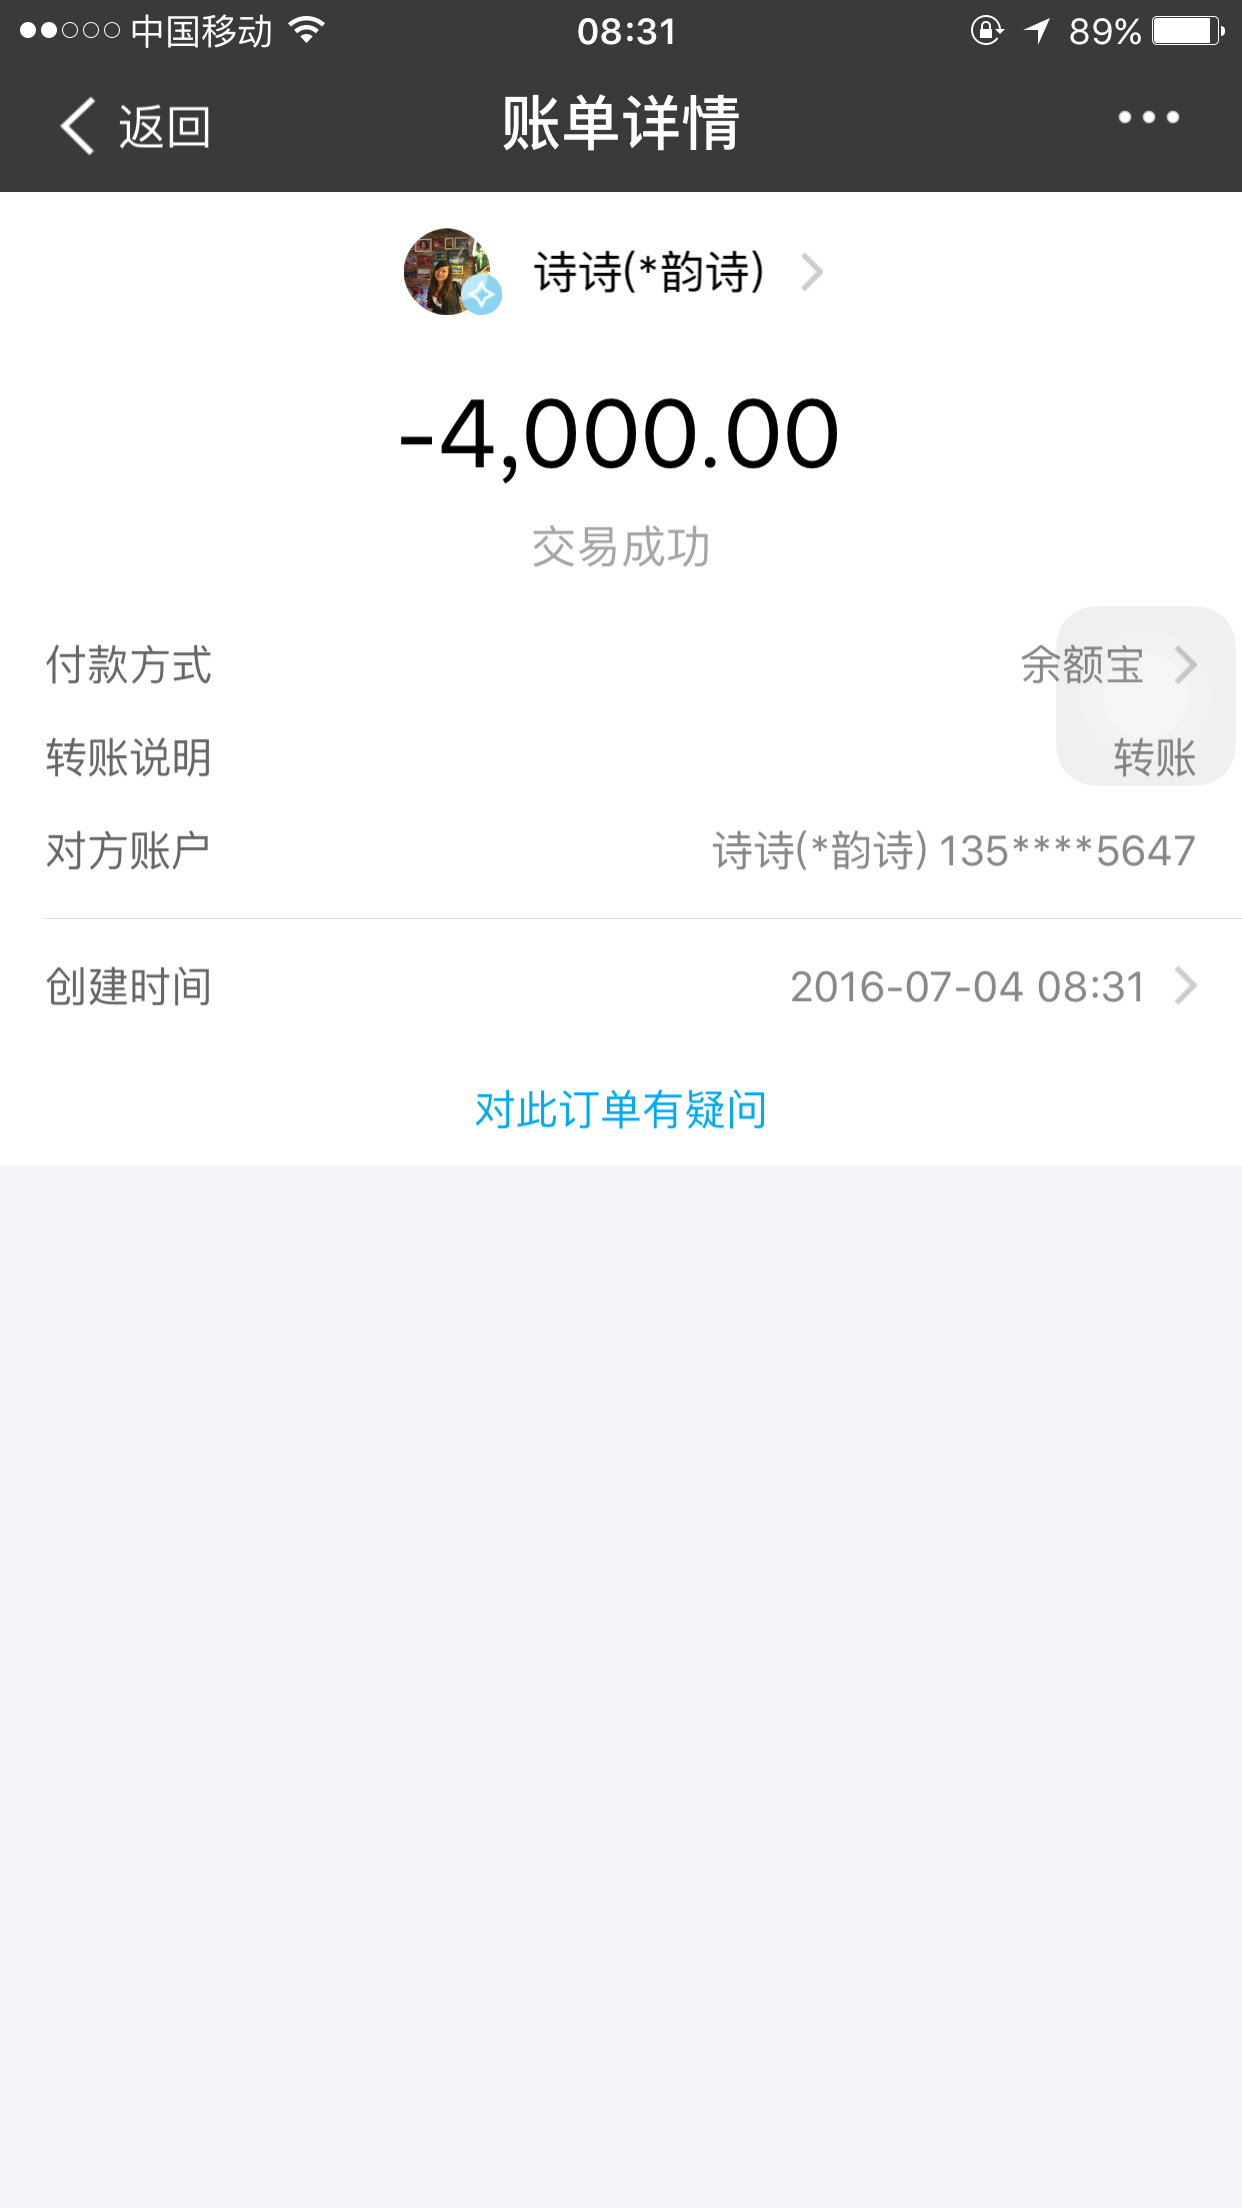 中国移动 08:31 89%
返回 账单详情
诗诗(*韵诗)
-4,000.00
交易成功
付款方式 余额宝
转账说明 转账
对方账户 诗诗(*韵诗) 135****5647
创建时间 2016-07-04 08:31
对此订单有疑问